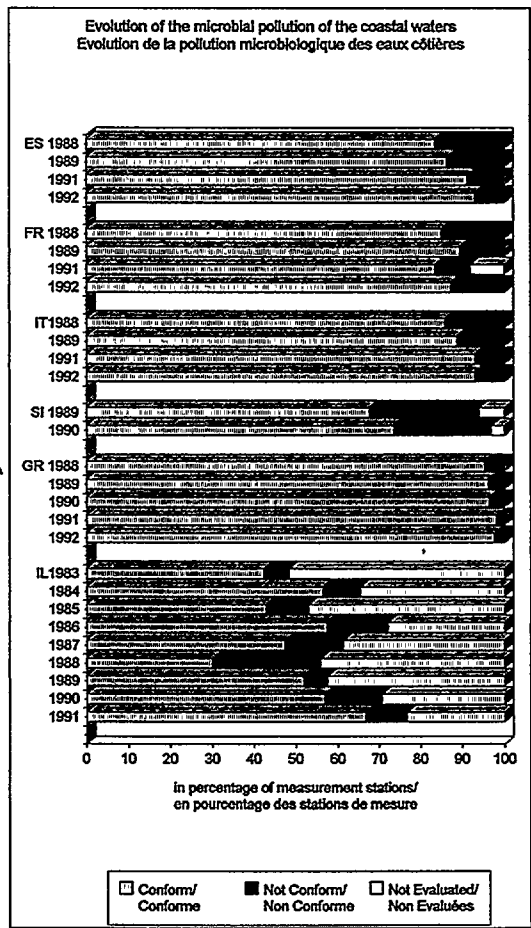 Evolution of the microbial pollution of the coastal waters
Evolution de la pollution microbiologique des eaux côtières
ES 1988
1989
1991
1992
FR 1988
1989
1991
1992
IT1988
1989
1991
1992
SI 1989
1990
GR 1988
1989
1990
1991
1992
IL1983
1984
1985
1986
1987
1988
1989
1990
1991
0 10 20 30 40 50 60 70 80 90 100
in percentage of measurement stations/
en pourcentage des stations de mesure
Conform/ Not Conform/ Not Evaluated/
Conforme Non Conforme Non Evaluées